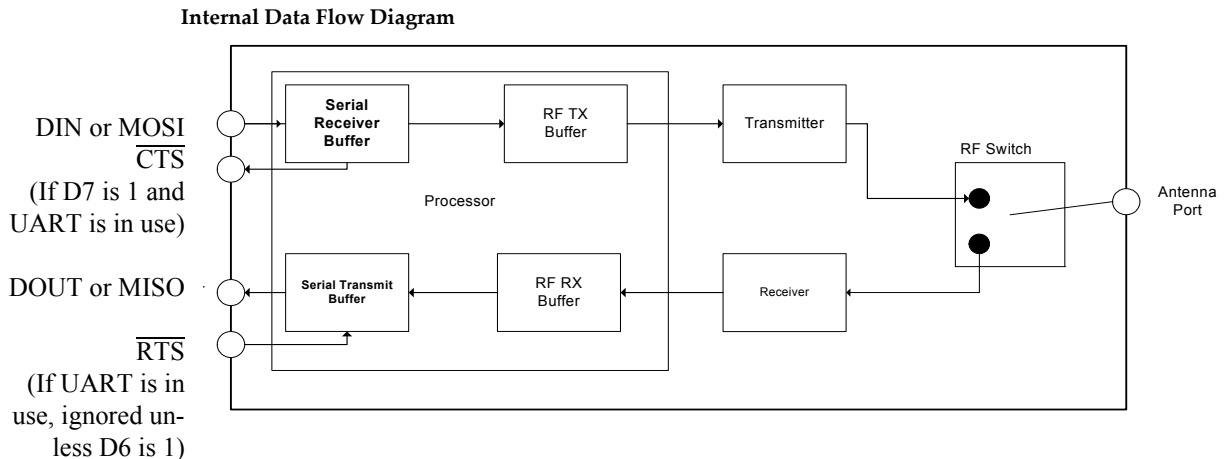 Internal Data Flow Diagram
DIN or MOSI
CTS
(If D7 is 1 and
UART is in use)
DOUT or MISO
RTS
(If UART is in
use, ignored un-
less D6 is 1)
Serial
Receiver
Buffer
RF TX
Buffer
Transmitter
RF Switch
Processor
Antenna
Port
Serial Transmit
Buffer
RF RX
Buffer
Receiver